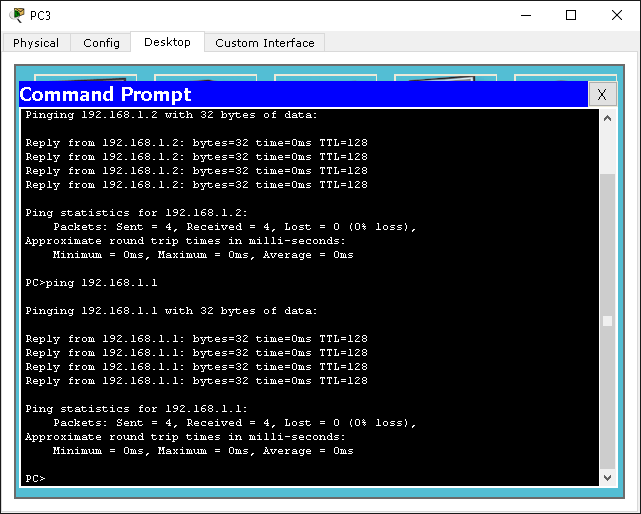 PC3
Physical Config Desktop Custom Interface
Command Prompt X
Pinging 192.168.1.2 with 32 bytes of data:
Reply from 192.168.1.2: bytes=32 time=0ms TTL=128
Reply from 192.168.1.2: bytes=32 time=0ms TTL=128
Reply from 192.168.1.2: bytes=32 time=0ms TTL=128
Reply from 192.168.1.2: bytes=32 time=0ms TTL=128
Ping statistics for 192.168.1.2:
    Packets: Sent = 4, Received = 4, Lost = 0 (0% loss),
Approximate round trip times in milli-seconds:
    Minimum = 0ms, Maximum = 0ms, Average = 0ms
PC>ping 192.168.1.1
Pinging 192.168.1.1 with 32 bytes of data:
Reply from 192.168.1.1: bytes=32 time=0ms TTL=128
Reply from 192.168.1.1: bytes=32 time=0ms TTL=128
Reply from 192.168.1.1: bytes=32 time=0ms TTL=128
Reply from 192.168.1.1: bytes=32 time=0ms TTL=128
Ping statistics for 192.168.1.1:
    Packets: Sent = 4, Received = 4, Lost = 0 (0% loss),
Approximate round trip times in milli-seconds:
    Minimum = 0ms, Maximum = 0ms, Average = 0ms
PC>